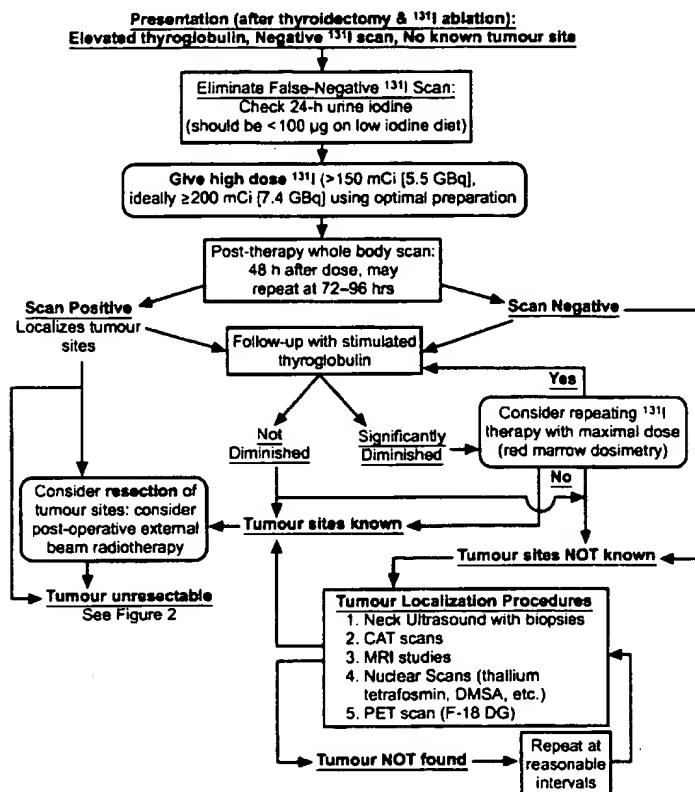 Presentation (after thyroidectomy & ¹³¹I ablation):
Elevated thyroglobulin, Negative ¹³¹I scan, No known tumour site
Eliminate False-Negative ¹³¹I Scan:
Check 24-h urine iodine
(should be <100 µg on low iodine diet)
Give high dose ¹³¹I (>150 mCi [5.5 GBq],
ideally ≥200 mCi [7.4 GBq] using optimal preparation
Post-therapy whole body scan:
48 h after dose, may
repeat at 72–96 hrs
Scan Positive
Localizes tumour
sites
Scan Negative
Follow-up with stimulated
thyroglobulin
Yes
Consider repeating ¹³¹I
therapy with maximal dose
(red marrow dosimetry)
Not
Diminished
Significantly
Diminished
No
Consider resection of
tumour sites: consider
post-operative external
beam radiotherapy
Tumour sites known
Tumour sites NOT known
Tumour unresectable
See Figure 2
Tumour Localization Procedures
1. Neck Ultrasound with biopsies
2. CAT scans
3. MRI studies
4. Nuclear Scans (thallium
tetrafosmin, DMSA, etc.)
5. PET scan (F-18 DG)
Tumour NOT found
Repeat at
reasonable
intervals